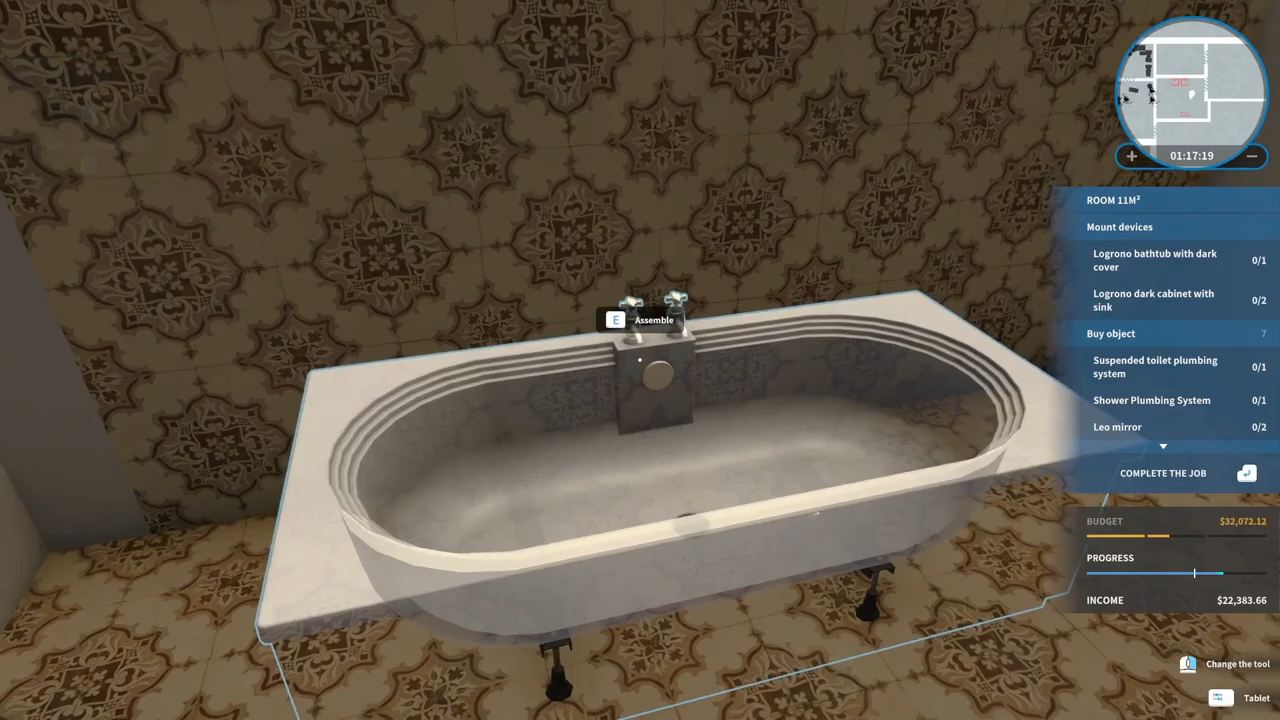 + 01:17:19 −
ROOM 11M²
Mount devices
Logrono bathtub with dark
cover
0/1
Logrono dark cabinet with
sink
0/2
Buy object 7
Suspended toilet plumbing
system
0/1
Shower Plumbing System 0/1
Leo mirror 0/2
COMPLETE THE JOB
BUDGET $32,072.12
PROGRESS
INCOME $22,383.66
E Assemble
Change the tool
Tablet